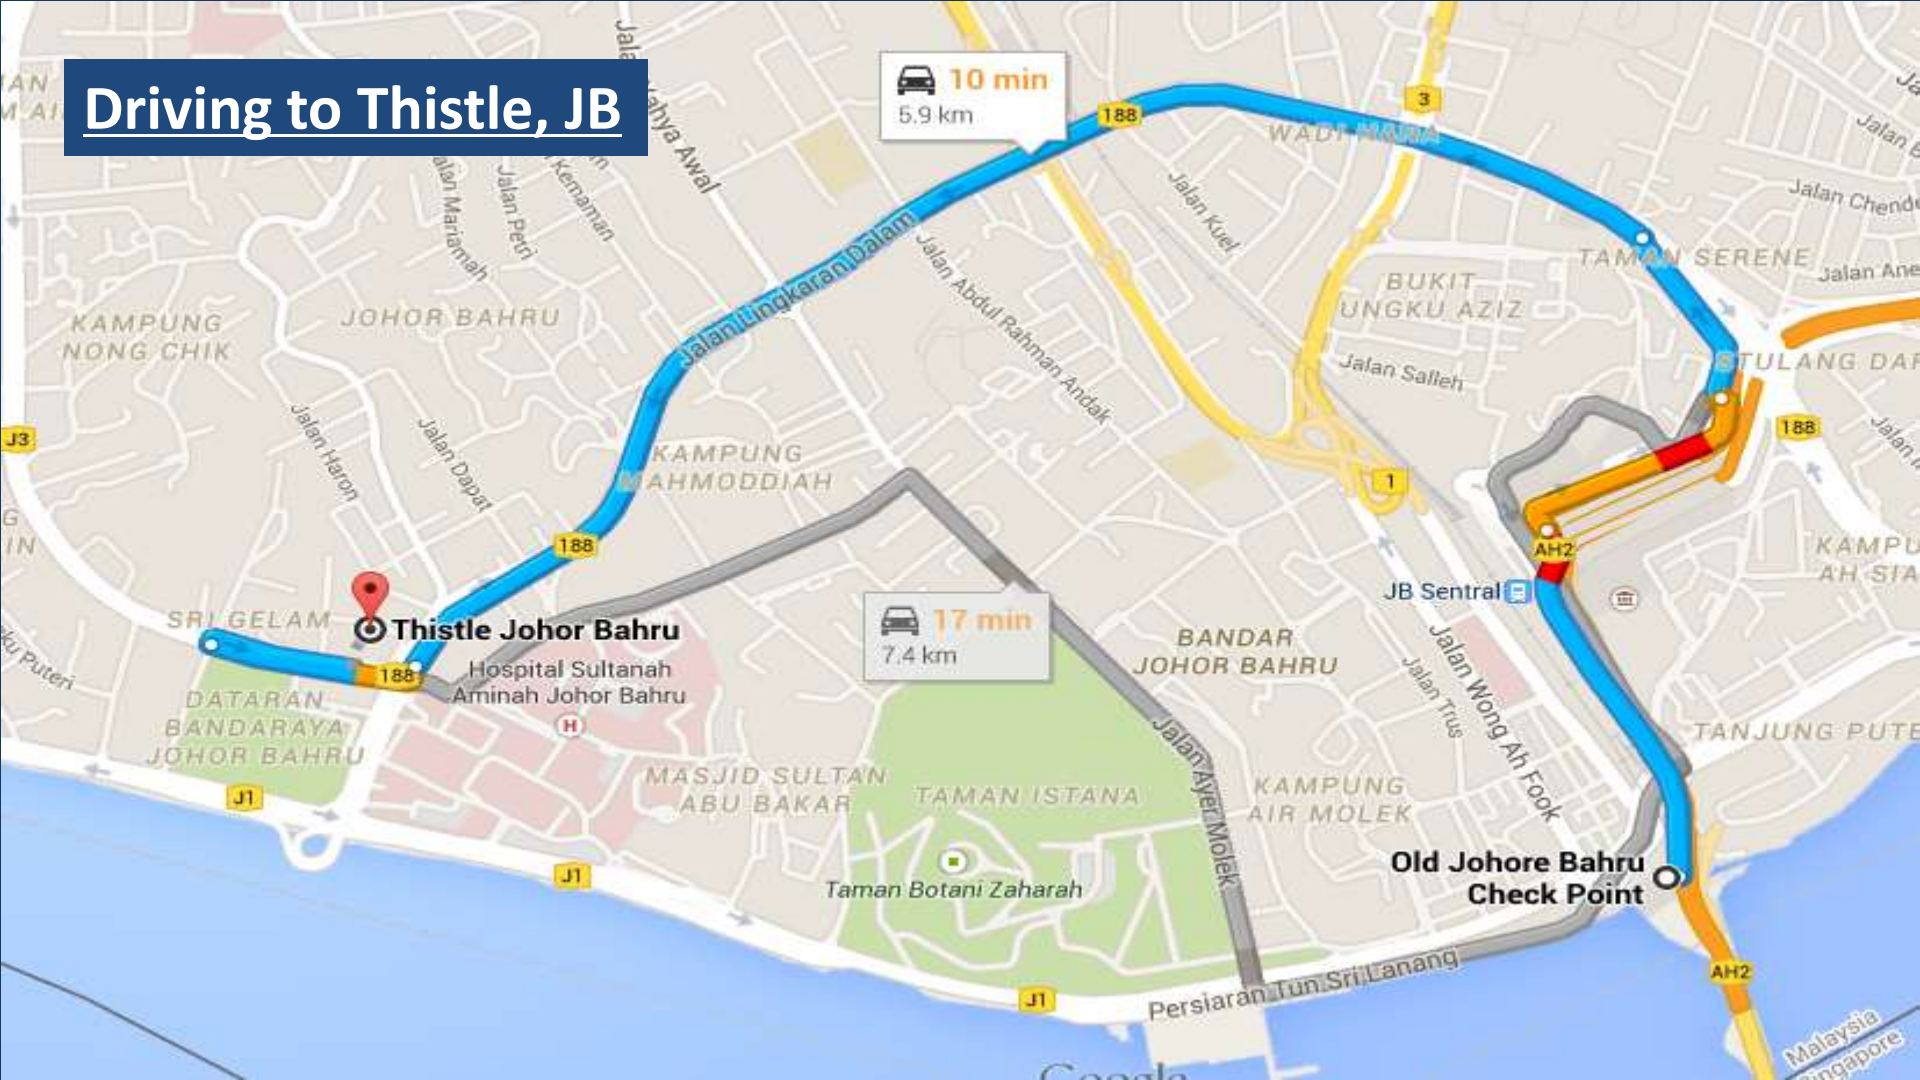 Driving to Thistle, JB
10 min
5.9 km
188
3
WADI HANA
Jalan Kuel
Jalan Chende
TAMAN SERENE
Jalan Ane
BUKIT
UNGKU AZIZ
STULANG DAR
Jalan Salleh
188
Jalan Mariamah
Jalan Petri
Kemaman
Jalan Lingkaran Dalam
Jalan Abdul Rahman Andak
KAMPUNG
NONG CHIK
JOHOR BAHRU
J3
Jalan Haron
Jalan Dapat
KAMPUNG
MAHMODDIAH
1
188
AH2
KAMPU
AH SIA
JB Sentral
SRI GELAM
Thistle Johor Bahru
17 min
7.4 km
BANDAR
JOHOR BAHRU
Jalan Wong Ah Fook
Jalan Trus
ku Puteri
188
Hospital Sultanah
Aminah Johor Bahru
H
DATARAN
BANDARAYA
JOHOR BAHRU
TANJUNG PUTE
Jalan Ayer Molek
MASJID SULTAN
ABU BAKAR
TAMAN ISTANA
KAMPUNG
AIR MOLEK
J1
J1
Taman Botani Zaharah
Old Johore Bahru
Check Point
J1
Persiaran Tun Sri Lanang
AH2
Malaysia
Singapore
Google